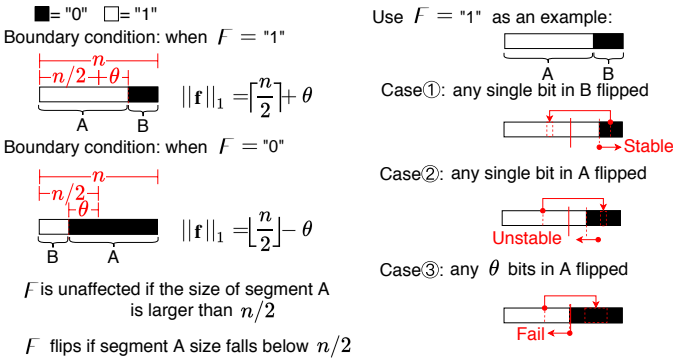 ■= "0" □= "1"
Boundary condition: when F = "1"
n
n/2 θ
A B
||f||₁ = ⌈n/2⌉ + θ
Boundary condition: when F = "0"
n
n/2
θ
B A
||f||₁ = ⌊n/2⌋ − θ
F is unaffected if the size of segment A
is larger than n/2
F flips if segment A size falls below n/2
Use F = "1" as an example:
A B
Case①: any single bit in B flipped
Stable
Case②: any single bit in A flipped
Unstable
Case③: any θ bits in A flipped
Fail